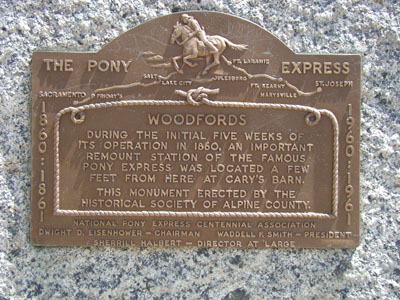 THE PONY EXPRESS
FT. LARAMIE
SALT LAKE CITY
JULESBURG
FT. KEARNY
MARYSVILLE
ST. JOSEPH
SACRAMENTO
FRIDAY'S
1860·1861
1960·1961
WOODFORDS
DURING THE INITIAL FIVE WEEKS OF
ITS OPERATION IN 1860, AN IMPORTANT
REMOUNT STATION OF THE FAMOUS
PONY EXPRESS WAS LOCATED A FEW
FEET FROM HERE AT CARY'S BARN.
THIS MONUMENT ERECTED BY THE
HISTORICAL SOCIETY OF ALPINE COUNTY.
NATIONAL PONY EXPRESS CENTENNIAL ASSOCIATION
DWIGHT D. EISENHOWER - CHAIRMAN WADDELL F. SMITH - PRESIDENT
SHERRILL HALBERT - DIRECTOR AT LARGE